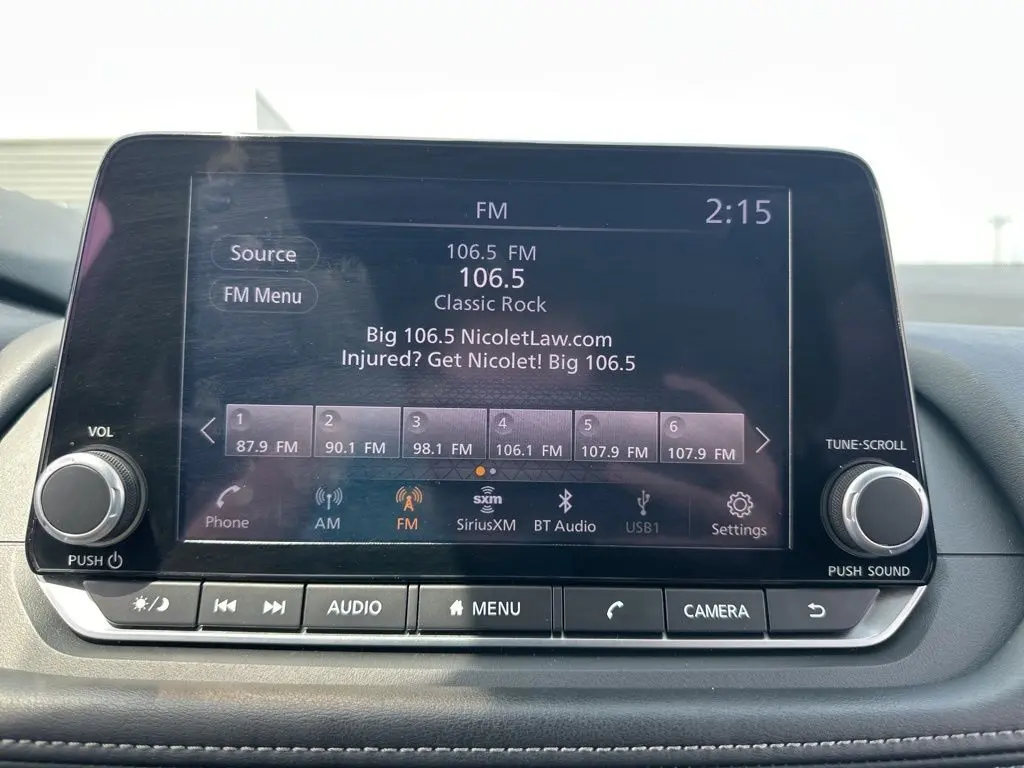 FM
2:15
Source
106.5 FM
106.5
FM Menu
Classic Rock
Big 106.5 NicoletLaw.com
Injured? Get Nicolet! Big 106.5
1 2 3 4 5 6
87.9 FM 90.1 FM 98.1 FM 106.1 FM 107.9 FM 107.9 FM
VOL
TUNE·SCROLL
Phone
AM
FM
sxm
SiriusXM
BT Audio
USB1
Settings
PUSH
PUSH SOUND
AUDIO
MENU
CAMERA